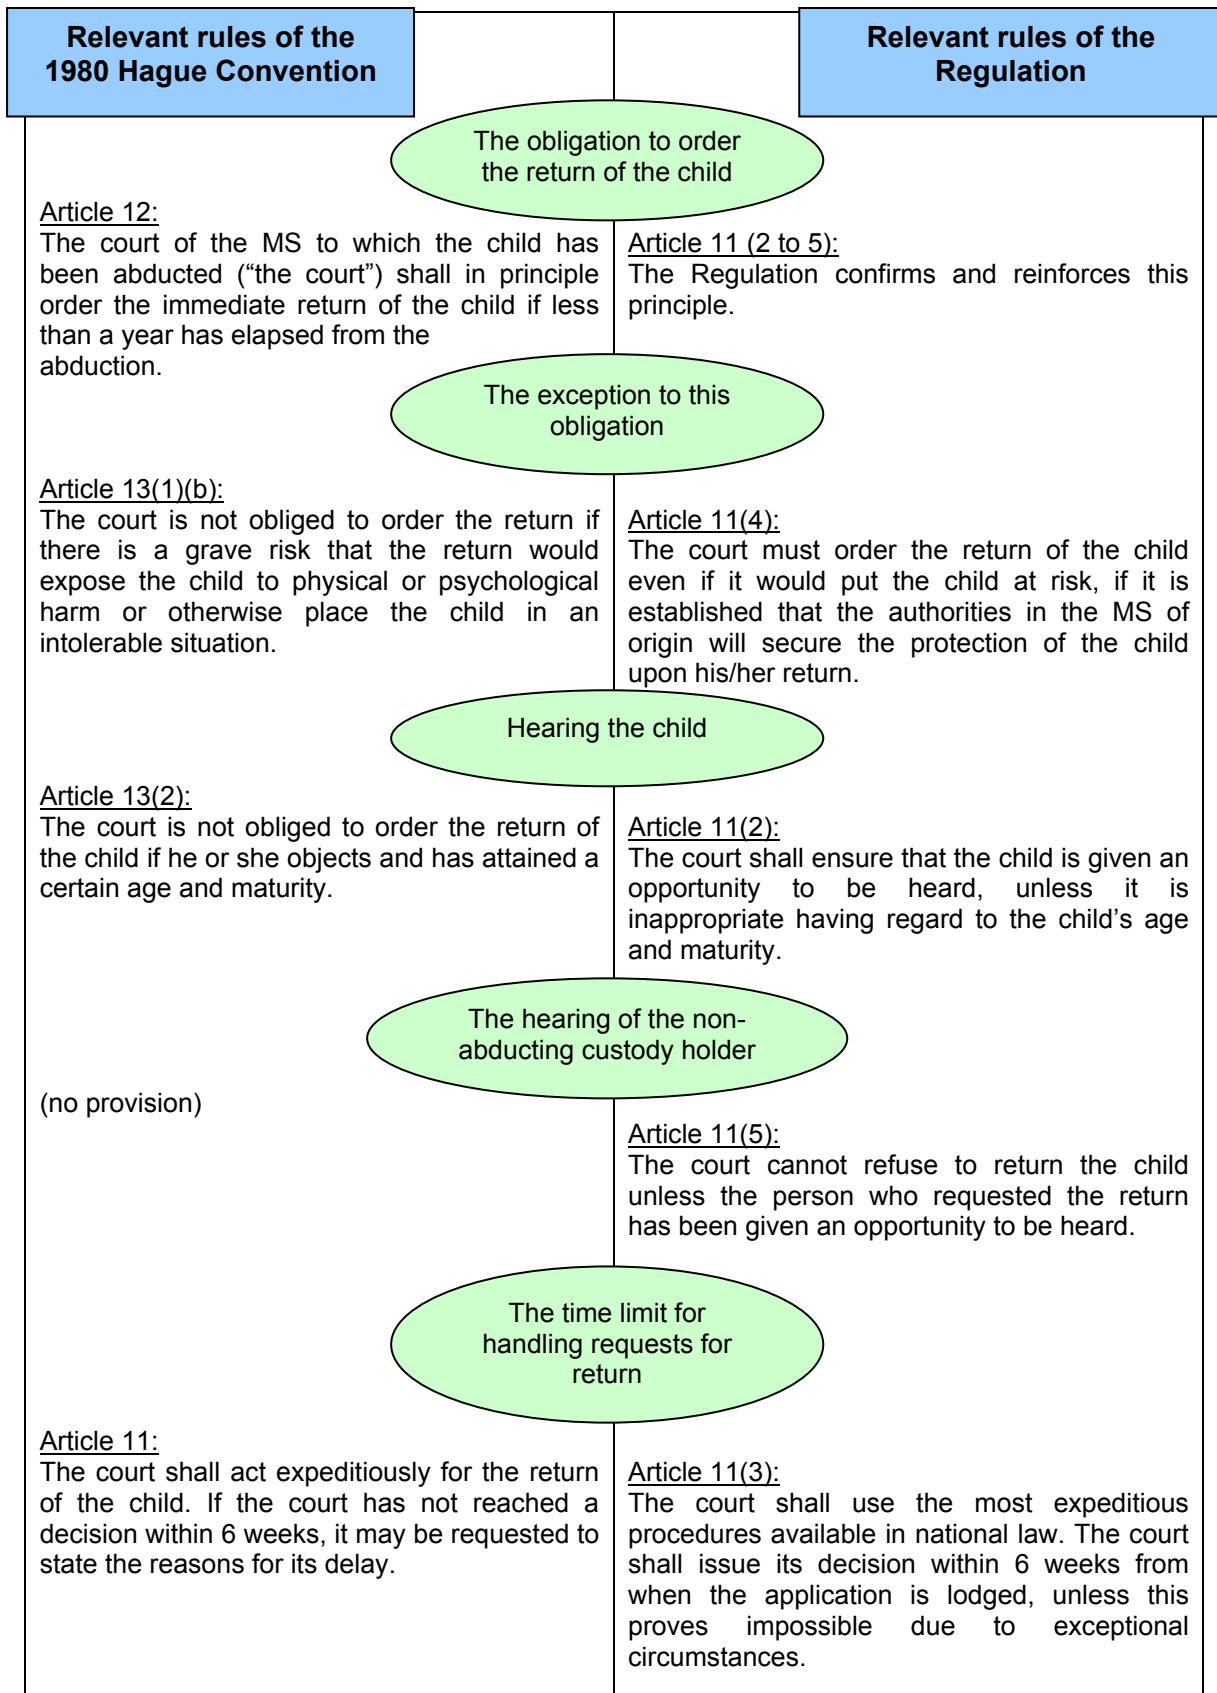 Relevant rules of the
1980 Hague Convention
Relevant rules of the
Regulation
The obligation to order
the return of the child
Article 12:
The court of the MS to which the child has
been abducted (“the court”) shall in principle
order the immediate return of the child if less
than a year has elapsed from the
abduction.
Article 11 (2 to 5):
The Regulation confirms and reinforces this
principle.
The exception to this
obligation
Article 13(1)(b):
The court is not obliged to order the return if
there is a grave risk that the return would
expose the child to physical or psychological
harm or otherwise place the child in an
intolerable situation.
Article 11(4):
The court must order the return of the child
even if it would put the child at risk, if it is
established that the authorities in the MS of
origin will secure the protection of the child
upon his/her return.
Hearing the child
Article 13(2):
The court is not obliged to order the return of
the child if he or she objects and has attained a
certain age and maturity.
Article 11(2):
The court shall ensure that the child is given an
opportunity to be heard, unless it is
inappropriate having regard to the child’s age
and maturity.
The hearing of the non-
abducting custody holder
(no provision)
Article 11(5):
The court cannot refuse to return the child
unless the person who requested the return
has been given an opportunity to be heard.
The time limit for
handling requests for
return
Article 11:
The court shall act expeditiously for the return
of the child. If the court has not reached a
decision within 6 weeks, it may be requested to
state the reasons for its delay.
Article 11(3):
The court shall use the most expeditious
procedures available in national law. The court
shall issue its decision within 6 weeks from
when the application is lodged, unless this
proves impossible due to exceptional
circumstances.